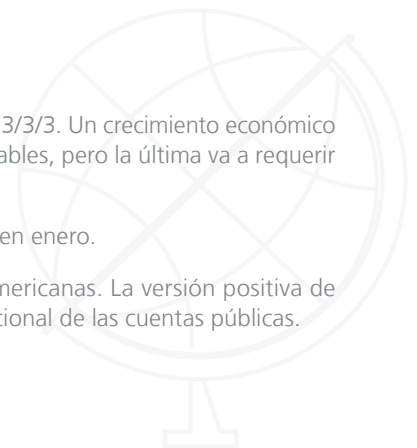 3/3/3. Un crecimiento económico
ables, pero la última va a requerir
en enero.
mericanas. La versión positiva de
cional de las cuentas públicas.